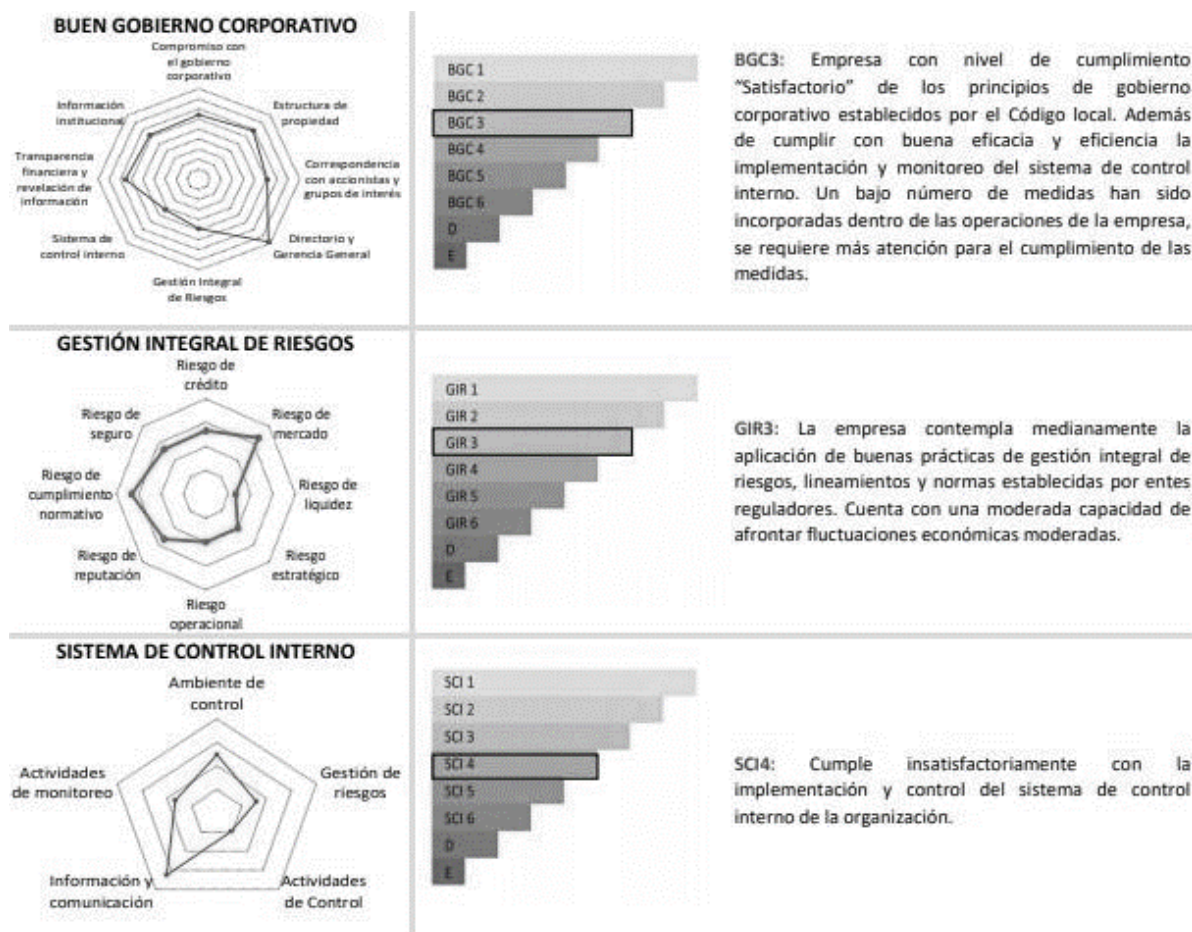 BUEN GOBIERNO CORPORATIVO
Compromiso con
el gobierno
corporativo
Información
institucional
Estructura de
propiedad
Transparencia
financiera y
revelación de
información
Correspondencia
con accionistas y
grupos de interés
Sistema de
control interno
Directorio y
Gerencia General
Gestión Integral
de Riesgos
BGC 1
BGC 2
BGC 3
BGC 4
BGC 5
BGC 6
D
E
BGC3: Empresa con nivel de cumplimiento
"Satisfactorio" de los principios de gobierno
corporativo establecidos por el Código local. Además
de cumplir con buena eficacia y eficiencia la
implementación y monitoreo del sistema de control
interno. Un bajo número de medidas han sido
incorporadas dentro de las operaciones de la empresa,
se requiere más atención para el cumplimiento de las
medidas.
GESTIÓN INTEGRAL DE RIESGOS
Riesgo de
crédito
Riesgo de
seguro
Riesgo de
mercado
Riesgo de
cumplimiento
normativo
Riesgo de
liquidez
Riesgo de
reputación
Riesgo
estratégico
Riesgo
operacional
GIR 1
GIR 2
GIR 3
GIR 4
GIR 5
GIR 6
D
E
GIR3: La empresa contempla medianamente la
aplicación de buenas prácticas de gestión integral de
riesgos, lineamientos y normas establecidas por entes
reguladores. Cuenta con una moderada capacidad de
afrontar fluctuaciones económicas moderadas.
SISTEMA DE CONTROL INTERNO
Ambiente de
control
Actividades
de monitoreo
Gestión de
riesgos
Información y
comunicación
Actividades
de Control
SCI 1
SCI 2
SCI 3
SCI 4
SCI 5
SCI 6
D
E
SCI4: Cumple insatisfactoriamente con la
implementación y control del sistema de control
interno de la organización.